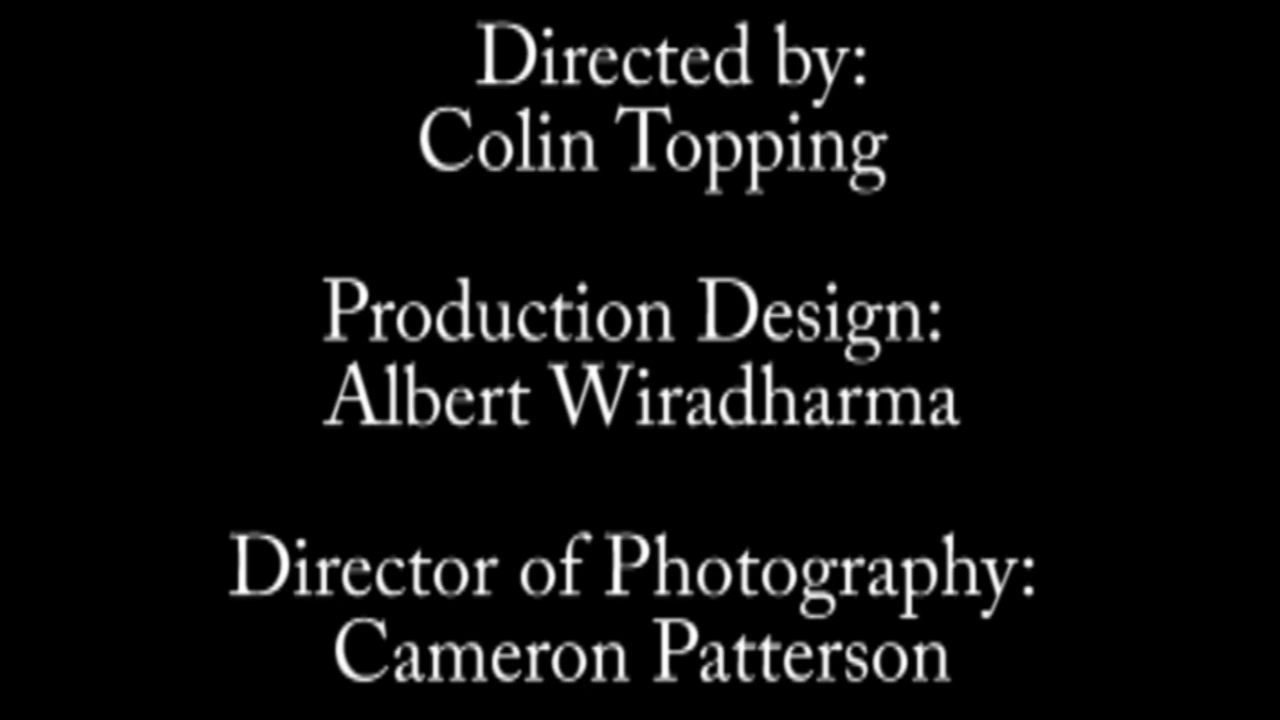 Directed by:
Colin Topping
Production Design:
Albert Wiradharma
Director of Photography:
Cameron Patterson